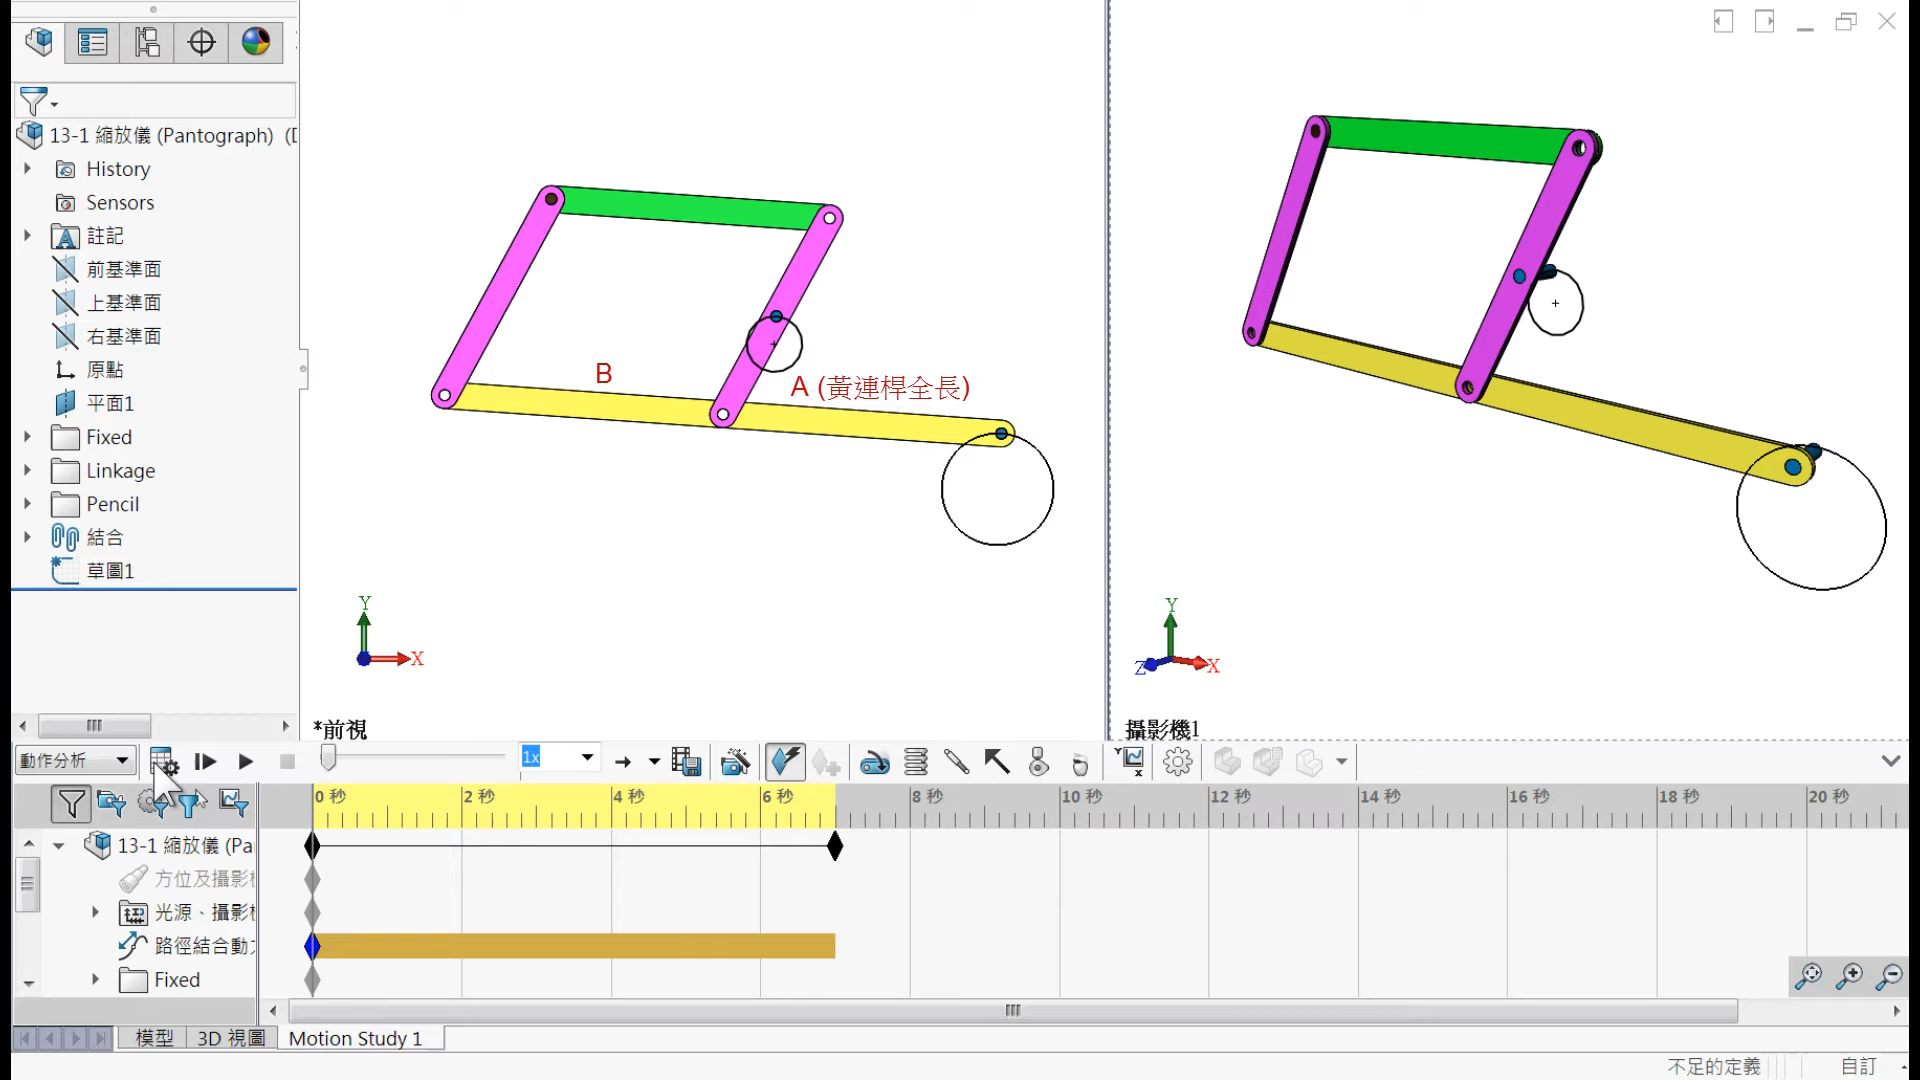 13-1 縮放儀 (Pantograph)
History
Sensors
註記
前基準面
上基準面
右基準面
原點
平面1
Fixed
Linkage
Pencil
結合
草圖1
B
A (黃連桿全長)
Y
X
*前視
Y
Z
X
攝影機1
動作分析
1x
0 秒
2 秒
4 秒
6 秒
8 秒
10 秒
12 秒
14 秒
16 秒
18 秒
20 秒
13-1 縮放儀 (Pa
方位及攝影
光源、攝影
路徑結合動
Fixed
模型
3D 視圖
Motion Study 1
不足的定義
自訂